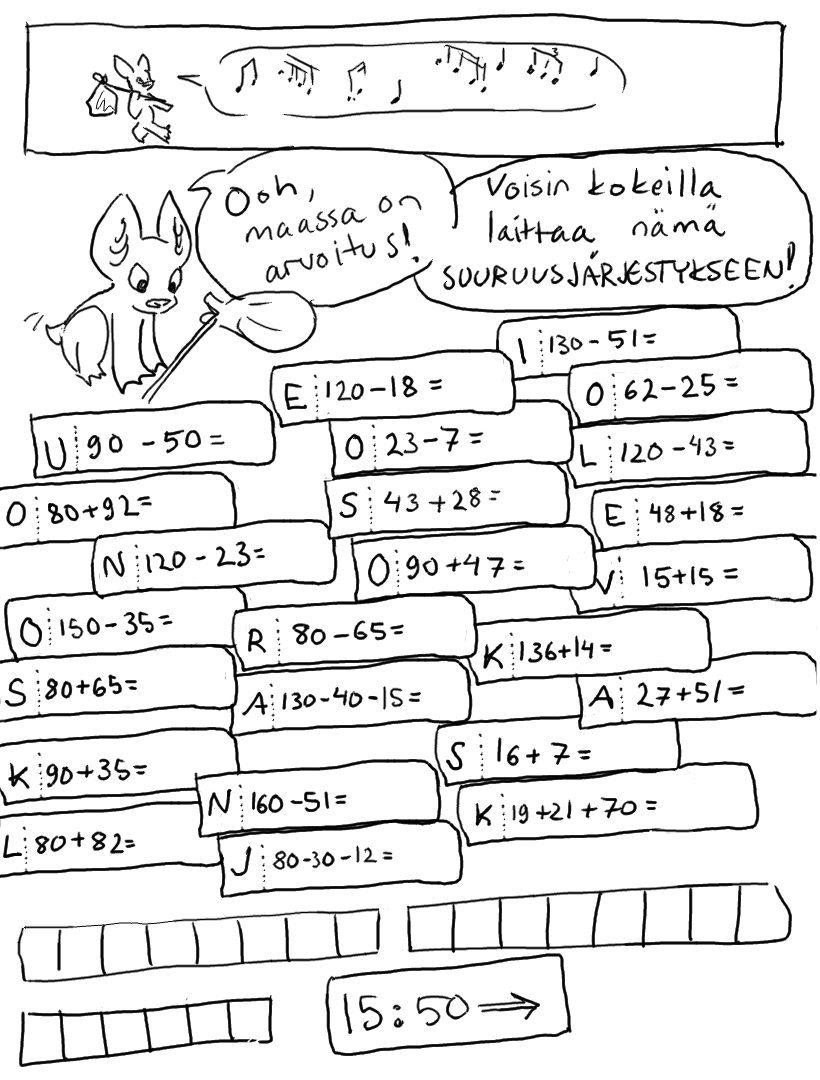 Ooh,
maassa on
arvoitus!
Voisin kokeilla
laittaa nämä
SUURUUSJÄRJESTYKSEEN!
I 130-51=
E 120-18=
O 62-25=
U 90-50=
O 23-7=
L 120-43=
O 80+92=
S 43+28=
E 48+18=
N 120-23=
O 90+47=
V 15+15=
O 150-35=
R 80-65=
K 136+14=
S 80+65=
A 130-40-15=
A 27+51=
K 90+35=
S 16+7=
N 160-51=
K 19+21+70=
L 80+82=
J 80-30-12=
15:50⇒